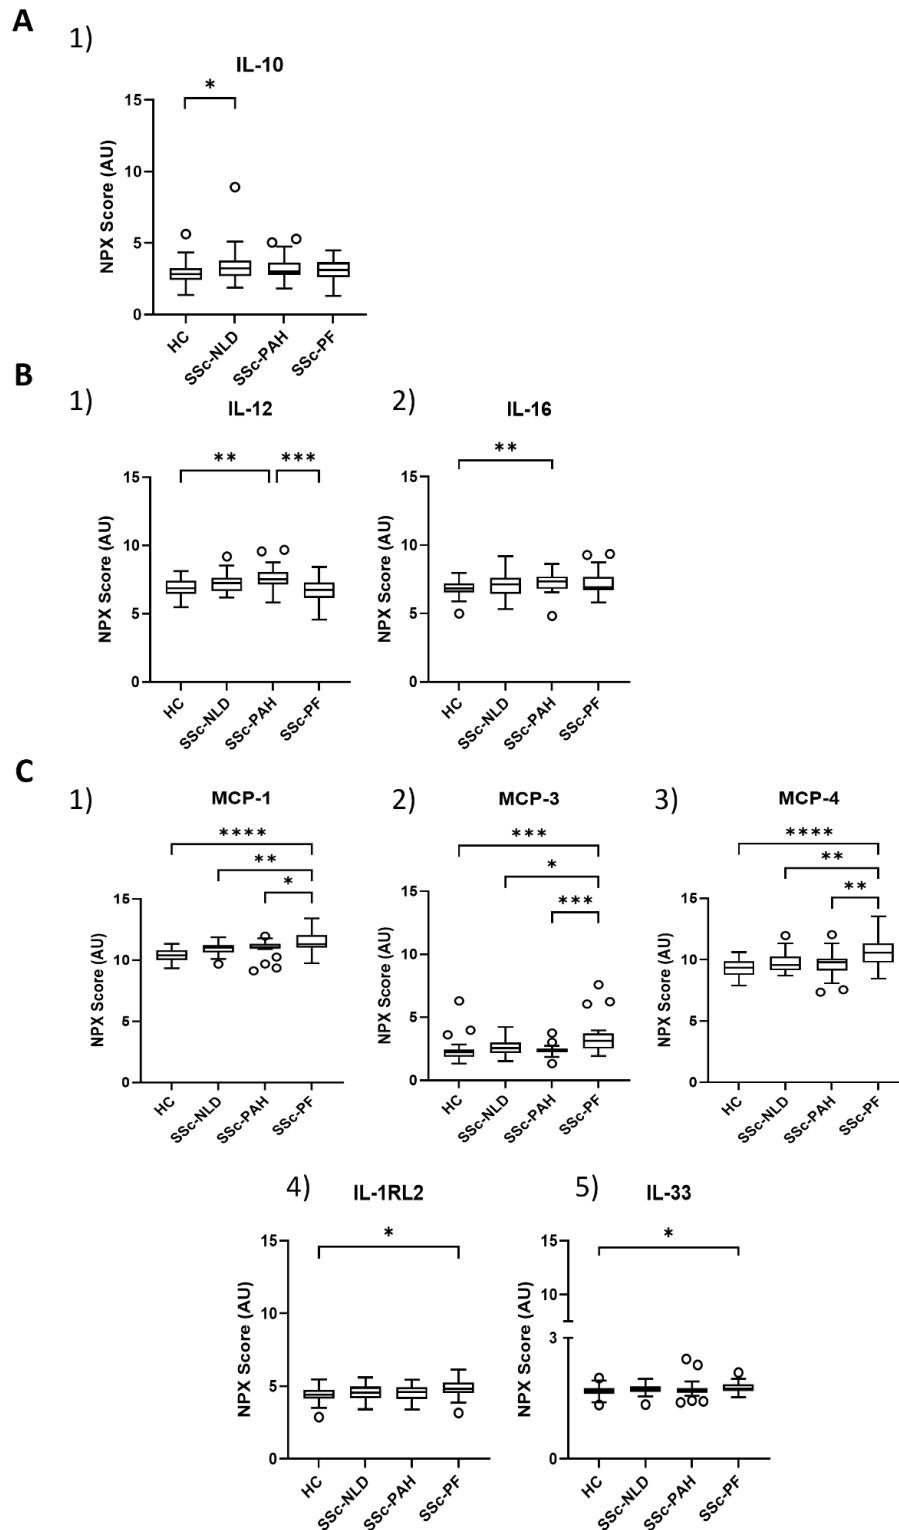 A
1)
IL-10
*
NPX Score (AU)
15
10
5
0
HC
SSc-NLD
SSc-PAH
SSc-PF
B
1)
IL-12
**
***
NPX Score (AU)
15
10
5
0
HC
SSc-NLD
SSc-PAH
SSc-PF
2)
IL-16
**
NPX Score (AU)
15
10
5
0
HC
SSc-NLD
SSc-PAH
SSc-PF
C
1)
MCP-1
****
**
*
NPX Score (AU)
15
10
5
0
HC
SSc-NLD
SSc-PAH
SSc-PF
2)
MCP-3
***
*
***
NPX Score (AU)
15
10
5
0
HC
SSc-NLD
SSc-PAH
SSc-PF
3)
MCP-4
****
**
**
NPX Score (AU)
15
10
5
0
HC
SSc-NLD
SSc-PAH
SSc-PF
4)
IL-1RL2
*
NPX Score (AU)
15
10
5
0
HC
SSc-NLD
SSc-PAH
SSc-PF
5)
IL-33
*
NPX Score (AU)
15
10
3
0
HC
SSc-NLD
SSc-PAH
SSc-PF